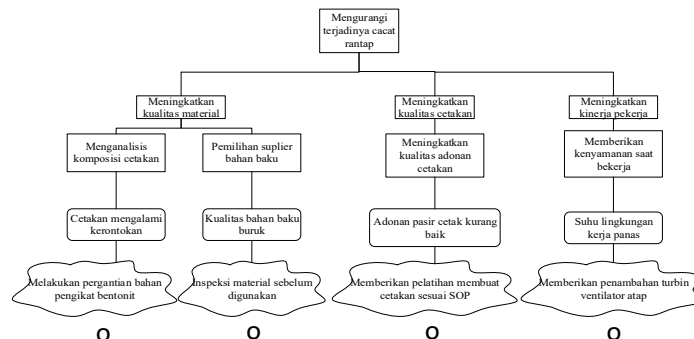 Mengurangi
terjadinya cacat
rantap
Meningkatkan
kualitas material
Meningkatkan
kualitas cetakan
Meningkatka
kinerja pekerja
Menganalisis
komposisi cetakan
Pemilihan suplier
bahan baku
Meningkatkan
kualitas adonan
cetakan
Memberikan
kenyamanan saat
bekerja
Cetakan mengalami
kerontokan
Kualitas bahan baku
buruk
Adonan pasir cetak kurang
baik
Suhu lingkungan
kerja panas
Melakukan pergantian bahan
pengikat bentonit
Inspeksi material sebelum
digunakan
Memberikan pelatihan membuat
cetakan sesuai SOP
Memberikan penambahan turbin
ventilator atap
O
O
O
O